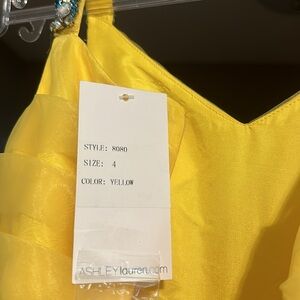 STYLE: 8080
SIZE: 4
COLOR: YELLOW
ASHLEYlauren.com